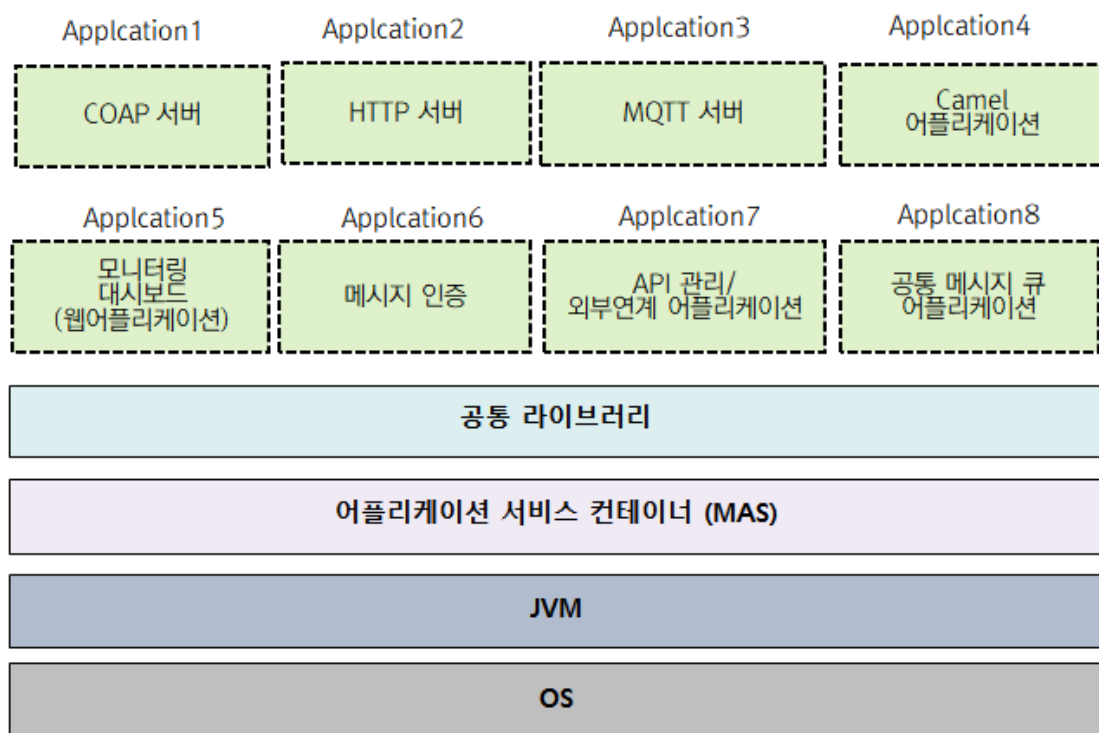 Applcation1
Applcation2
Applcation3
Applcation4
COAP 서버
HTTP 서버
MQTT 서버
Camel
어플리케이션
Applcation5
Applcation6
Applcation7
Applcation8
모니터링
대시보드
(웹어플리케이션)
메시지 인증
API 관리/
외부연계 어플리케이션
공통 메시지 큐
어플리케이션
공통 라이브러리
어플리케이션 서비스 컨테이너 (MAS)
JVM
OS